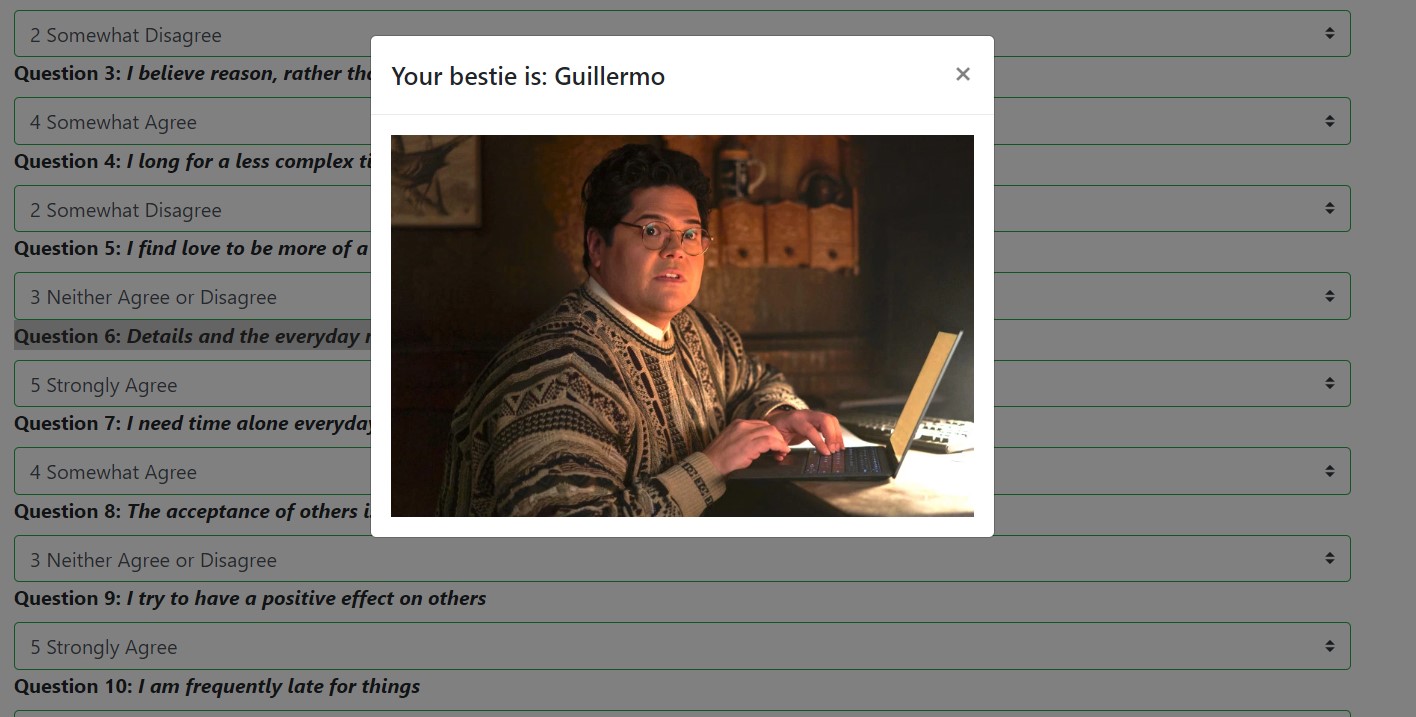 2 Somewhat Disagree
Your bestie is: Guillermo
×
Question 3: I believe reason, rather
4 Somewhat Agree
Question 4: I long for a less complex
2 Somewhat Disagree
Question 5: I find love to be more of a
3 Neither Agree or Disagree
Question 6: Details and the everyday
5 Strongly Agree
Question 7: I need time alone everyday
4 Somewhat Agree
Question 8: The acceptance of others
3 Neither Agree or Disagree
Question 9: I try to have a positive effect on others
5 Strongly Agree
Question 10: I am frequently late for things